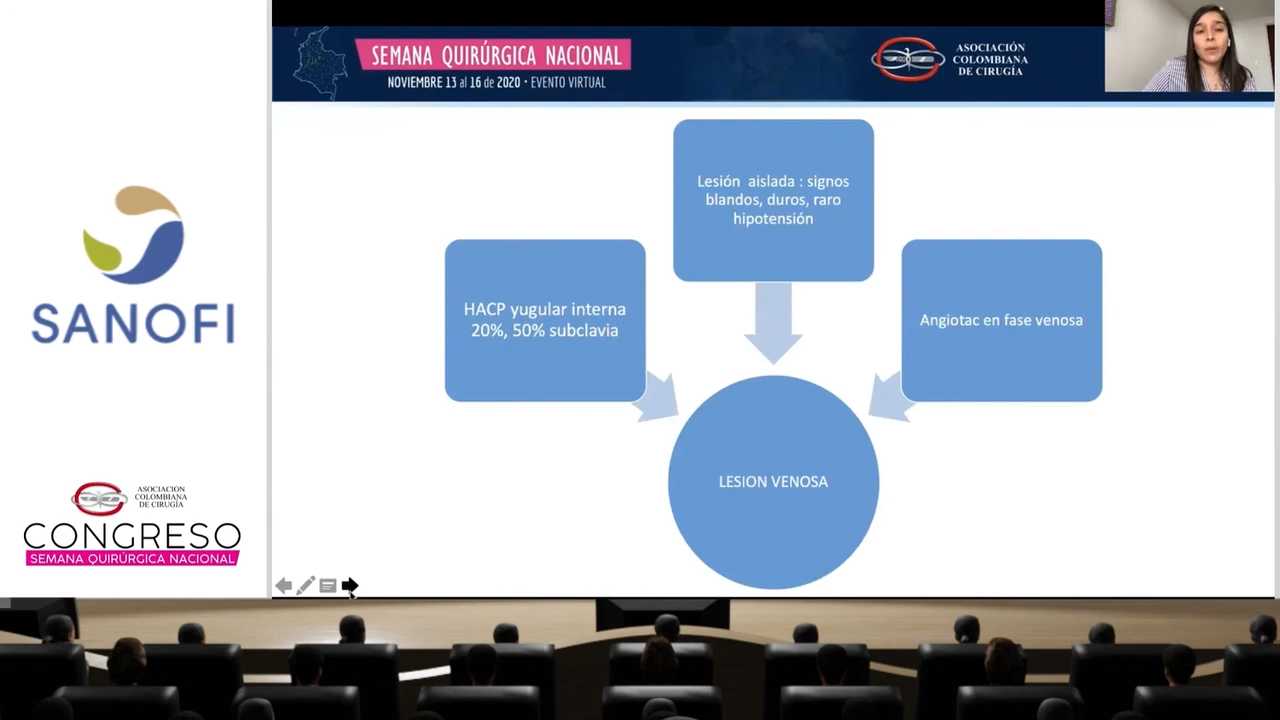 SEMANA QUIRÚRGICA NACIONAL
NOVIEMBRE 13 al 16 de 2020 • EVENTO VIRTUAL
ASOCIACIÓN
COLOMBIANA
DE CIRUGÍA
Lesión aislada : signos
blandos, duros, raro
hipotensión
HACP yugular interna
20%, 50% subclavia
Angiotac en fase venosa
LESION VENOSA
SANOFI
ASOCIACION
COLOMBIANA
DE CIRUGÍA
CONGRESO
SEMANA QUIRÚRGICA NACIONAL